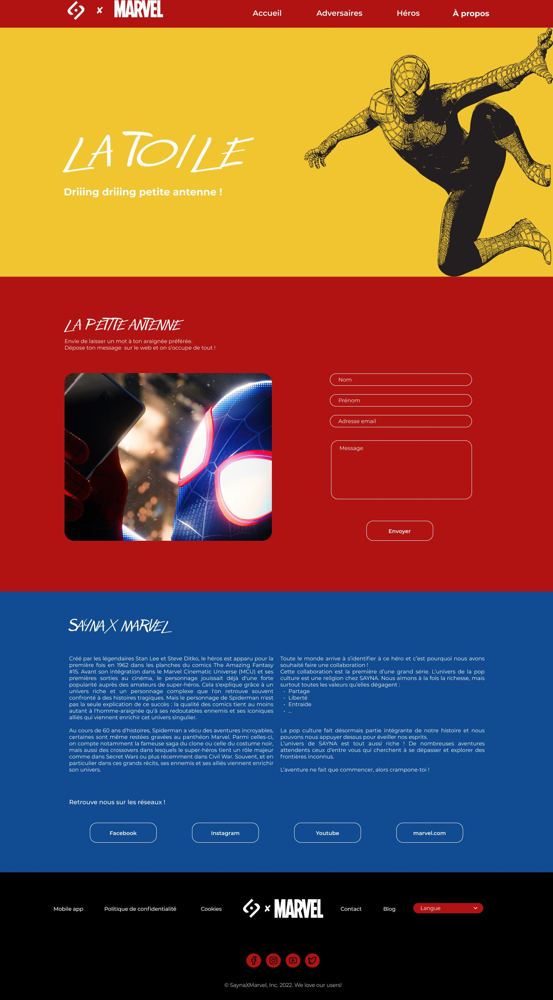 x MARVEL
Accueil Adversaires Héros À propos
LA TOILE
Driiing driiing petite antenne !
LA PETITE ANTENNE
Envie de laisser un mot à ton araignée préférée.
Dépose ton message sur le web et on s’occupe de tout !
Nom
Prénom
Adresse email
Message
Envoyer
SAYNA X MARVEL
Créé par les légendaires Stan Lee et Steve Ditko, le héros est apparu pour la
première fois en 1962 dans les planches du comics The Amazing Fantasy
#15. Avant son intégration dans le Marvel Cinematic Universe (MCU) et ses
premières sorties au cinéma, le personnage jouissait déjà d'une forte
popularité auprès des amateurs de super-héros. Cela s'explique grâce à un
univers riche et un personnage complexe que l'on retrouve souvent
confronté à des histoires tragiques. Mais le personnage de Spiderman n'est
pas la seule explication de ce succès : la qualité des comics tient au moins
autant à l'homme-araignée qu'à ses redoutables ennemis et ses iconiques
alliés qui viennent enrichir cet univers singulier.
Au cours de 60 ans d'histoires, Spiderman a vécu des aventures incroyables,
certaines sont même restées gravées au panthéon Marvel. Parmi celles-ci,
on compte notamment la fameuse saga du clone ou celle du costume noir,
mais aussi des crossovers dans lesquels le super-héros tient un rôle majeur
comme dans Secret Wars ou plus récemment dans Civil War. Souvent, et en
particulier dans ces grands récits, ses ennemis et ses alliés viennent enrichir
son univers.
Toute le monde arrive à s’identifier à ce héro et c’est pourquoi nous avons
souhaité faire une collaboration !
Cette collaboration est la première d’une grand série. L’univers de la pop
culture est une religion chez SAYNA. Nous aimons à la fois la richesse, mais
surtout toutes les valeurs qu’elles dégagent :
• Partage
• Liberté
• Entraide
• ...
La pop culture fait désormais partie intégrante de notre histoire et nous
pouvons nous appuyer dessus pour éveiller nos esprits.
L’univers de SAYNA est tout aussi riche ! De nombreuses aventures
attendents ceux d’entre vous qui cherchent à se dépasser et explorer des
frontières inconnus.
L’aventure ne fait que commencer, alors crampone-toi !
Retrouve nous sur les réseaux !
Facebook Instagram Youtube marvel.com
Mobile app Politique de confidentialité Cookies x MARVEL Contact Blog Langue
© SaynaXMarvel, Inc. 2022. We love our users!